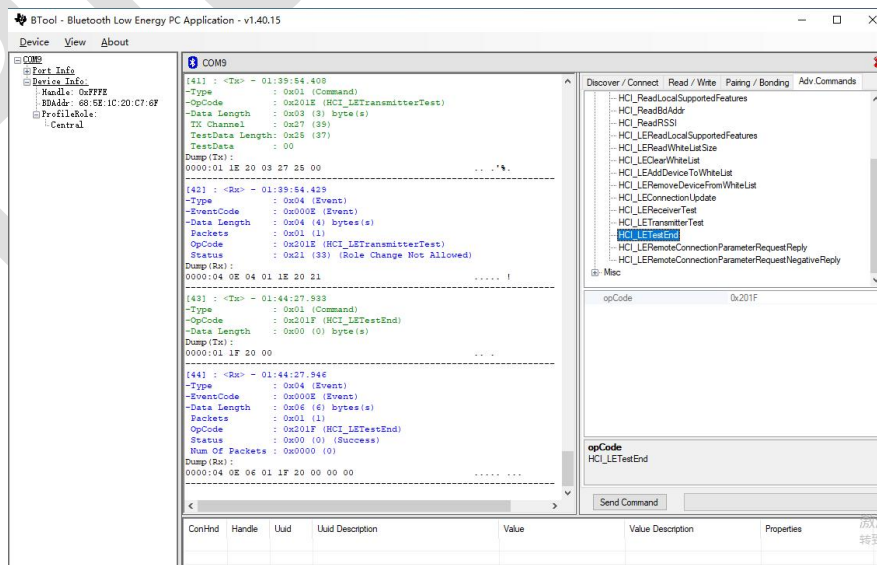 BTool - Bluetooth Low Energy PC Application - v1.40.15
Device View About
COM9
Port Info
Device Info:
Handle: 0xFFFE
BDAddr: 68:5E:1C:20:C7:6F
ProfileRole:
Central
COM9
[41] : <Tx> - 01:39:54.408
-Type : 0x01 (Command)
-OpCode : 0x201E (HCI_LETransmitterTest)
-Data Length : 0x03 (3) byte(s)
TX Channel : 0x27 (39)
TestData Length: 0x25 (37)
TestData : 00
Dump(Tx):
0000:01 1E 20 03 27 25 00 .. .'%.
[42] : <Rx> - 01:39:54.429
-Type : 0x04 (Event)
-EventCode : 0x000E (Event)
-Data Length : 0x04 (4) bytes(s)
Packets : 0x01 (1)
OpCode : 0x201E (HCI_LETransmitterTest)
Status : 0x21 (33) (Role Change Not Allowed)
Dump(Rx):
0000:04 0E 04 01 1E 20 21 ..... !
[43] : <Tx> - 01:44:27.933
-Type : 0x01 (Command)
-OpCode : 0x201F (HCI_LETestEnd)
-Data Length : 0x00 (0) byte(s)
Dump(Tx):
0000:01 1F 20 00 .. .
[44] : <Rx> - 01:44:27.946
-Type : 0x04 (Event)
-EventCode : 0x000E (Event)
-Data Length : 0x06 (6) bytes(s)
Packets : 0x01 (1)
OpCode : 0x201F (HCI_LETestEnd)
Status : 0x00 (0) (Success)
Num Of Packets : 0x0000 (0)
Dump(Rx):
0000:04 0E 06 01 1F 20 00 00 00 ..... ...
Discover / Connect Read / Write Pairing / Bonding Adv.Commands
HCI_ReadLocalSupportedFeatures
HCI_ReadBdAddr
HCI_ReadRSSI
HCI_LEReadLocalSupportedFeatures
HCI_LEReadWhiteListSize
HCI_LEClearWhiteList
HCI_LEAddDeviceToWhiteList
HCI_LERemoveDeviceFromWhiteList
HCI_LEConnectionUpdate
HCI_LEReceiverTest
HCI_LETransmitterTest
HCI_LETestEnd
HCI_LERemoteConnectionParameterRequestReply
HCI_LERemoteConnectionParameterRequestNegativeReply
Misc
opCode 0x201F
opCode
HCI_LETestEnd
Send Command
ConHnd Handle Uuid Uuid Description Value Value Description Properties
激
转到